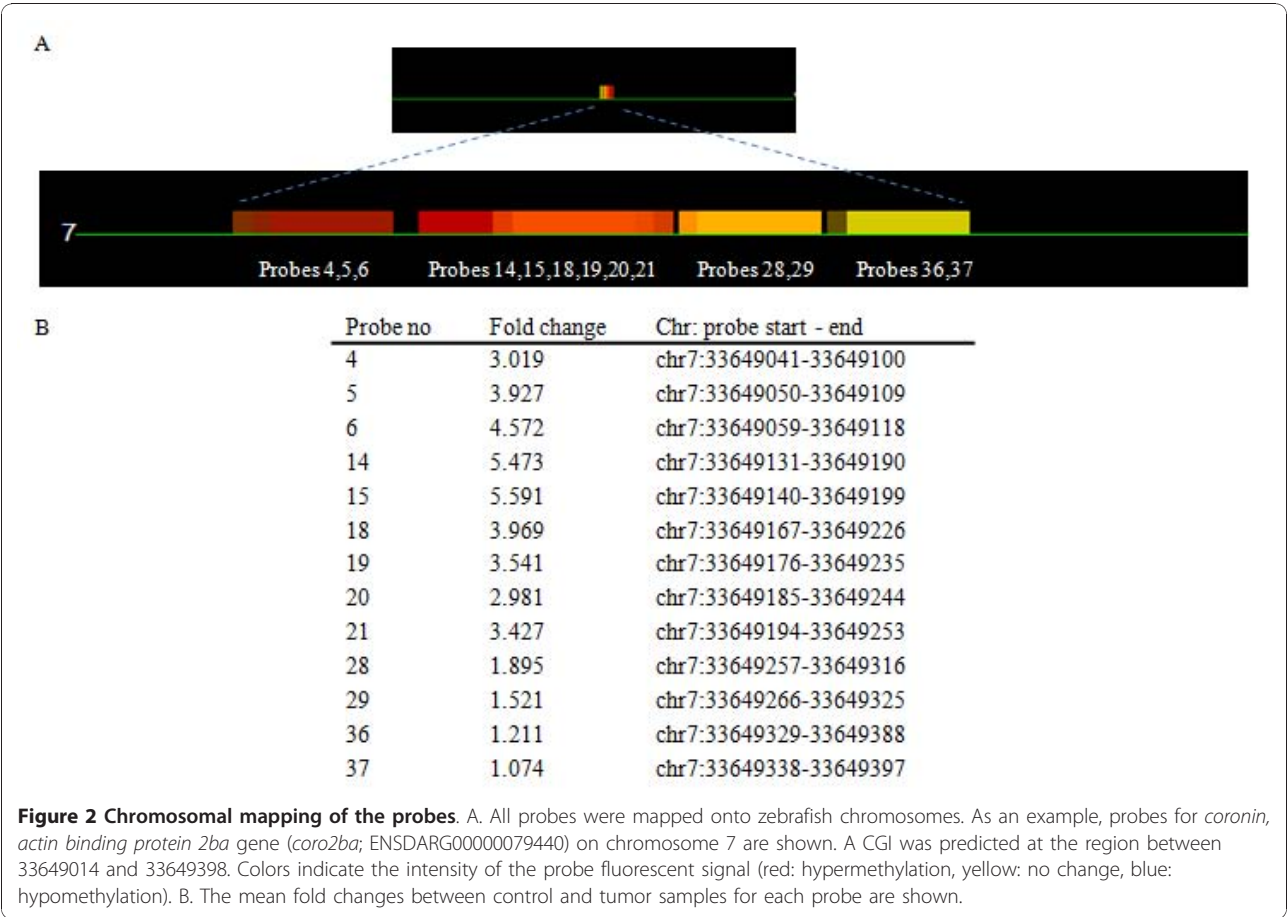 A
7
Probes 4,5,6 Probes 14,15,18,19,20,21 Probes 28,29 Probes 36,37
B
Probe no Fold change Chr: probe start - end
4 3.019 chr7:33649041-33649100
5 3.927 chr7:33649050-33649109
6 4.572 chr7:33649059-33649118
14 5.473 chr7:33649131-33649190
15 5.591 chr7:33649140-33649199
18 3.969 chr7:33649167-33649226
19 3.541 chr7:33649176-33649235
20 2.981 chr7:33649185-33649244
21 3.427 chr7:33649194-33649253
28 1.895 chr7:33649257-33649316
29 1.521 chr7:33649266-33649325
36 1.211 chr7:33649329-33649388
37 1.074 chr7:33649338-33649397
Figure 2 Chromosomal mapping of the probes. A. All probes were mapped onto zebrafish chromosomes. As an example, probes for coronin,
actin binding protein 2ba gene (coro2ba; ENSDARG00000079440) on chromosome 7 are shown. A CGI was predicted at the region between
33649014 and 33649398. Colors indicate the intensity of the probe fluorescent signal (red: hypermethylation, yellow: no change, blue:
hypomethylation). B. The mean fold changes between control and tumor samples for each probe are shown.